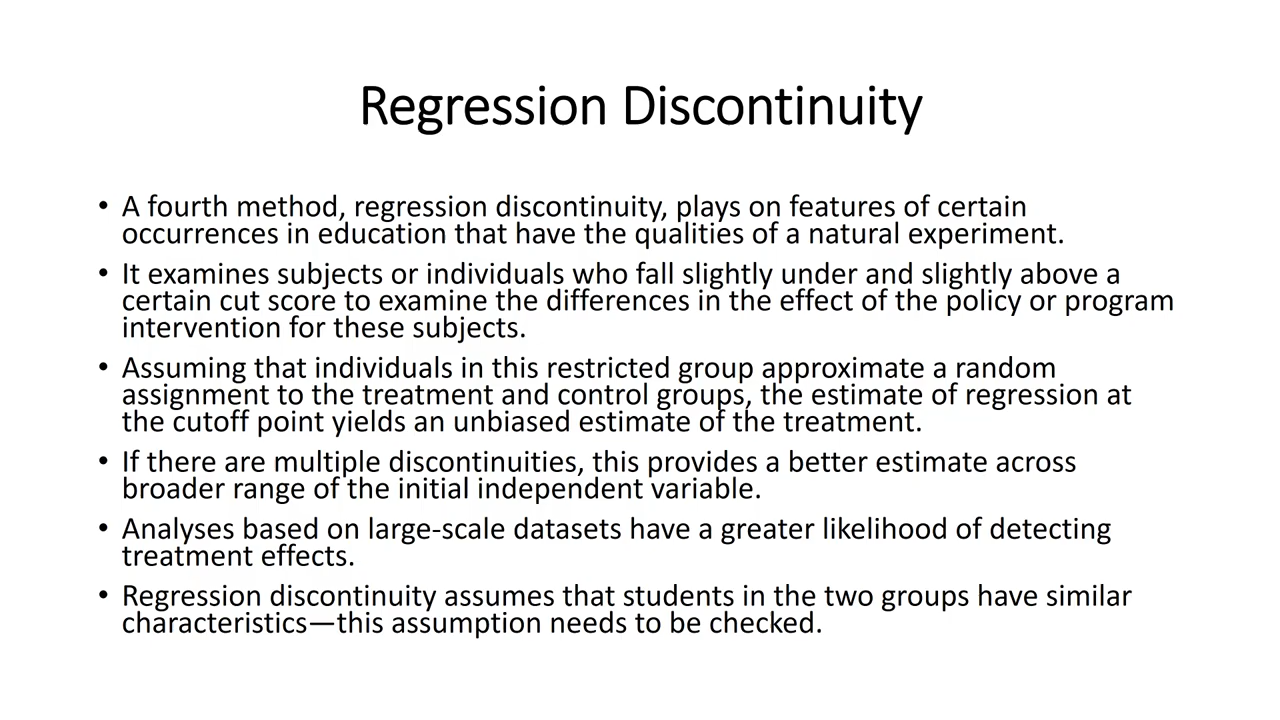 Regression Discontinuity
• A fourth method, regression discontinuity, plays on features of certain
occurrences in education that have the qualities of a natural experiment.
• It examines subjects or individuals who fall slightly under and slightly above a
certain cut score to examine the differences in the effect of the policy or program
intervention for these subjects.
• Assuming that individuals in this restricted group approximate a random
assignment to the treatment and control groups, the estimate of regression at
the cutoff point yields an unbiased estimate of the treatment.
• If there are multiple discontinuities, this provides a better estimate across
broader range of the initial independent variable.
• Analyses based on large-scale datasets have a greater likelihood of detecting
treatment effects.
• Regression discontinuity assumes that students in the two groups have similar
characteristics—this assumption needs to be checked.